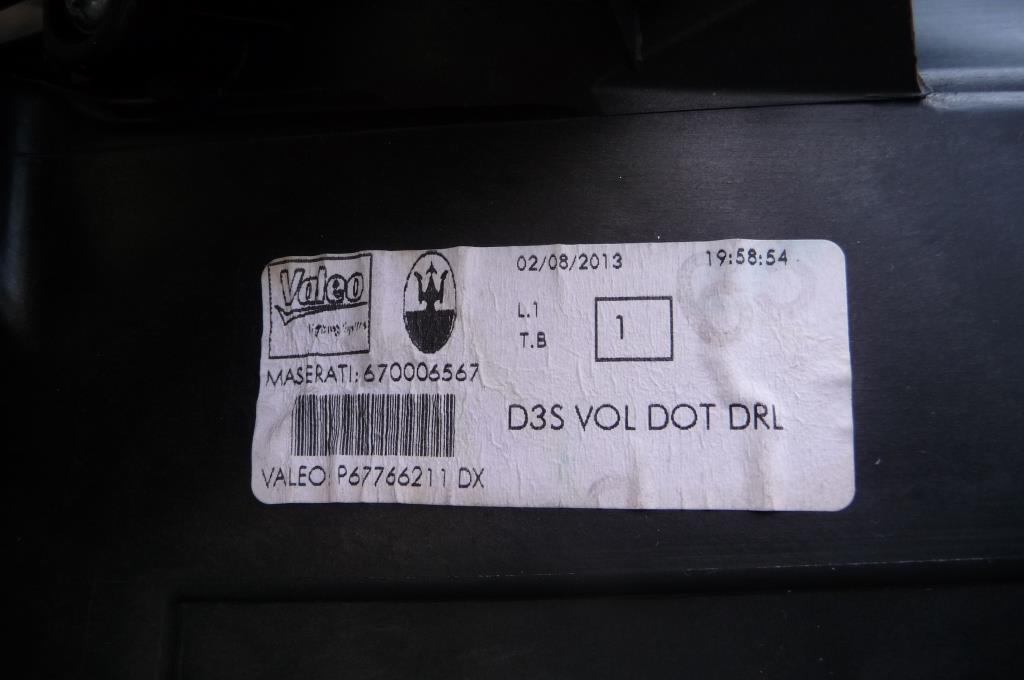 Valeo
02/08/2013 19:58:54
L.1
T.B
1
MASERATI: 670006567
D3S VOL DOT DRL
VALEO: P67766211 DX